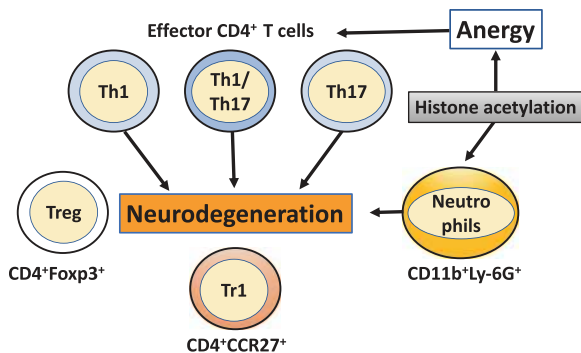 Effector CD4⁺ T cells
Anergy
Th1
Th1/
Th17
Th17
Histone acetylation
Treg
Neurodegeneration
Neutro
phils
CD4⁺Foxp3⁺
CD11b⁺Ly-6G⁺
Tr1
CD4⁺CCR27⁺